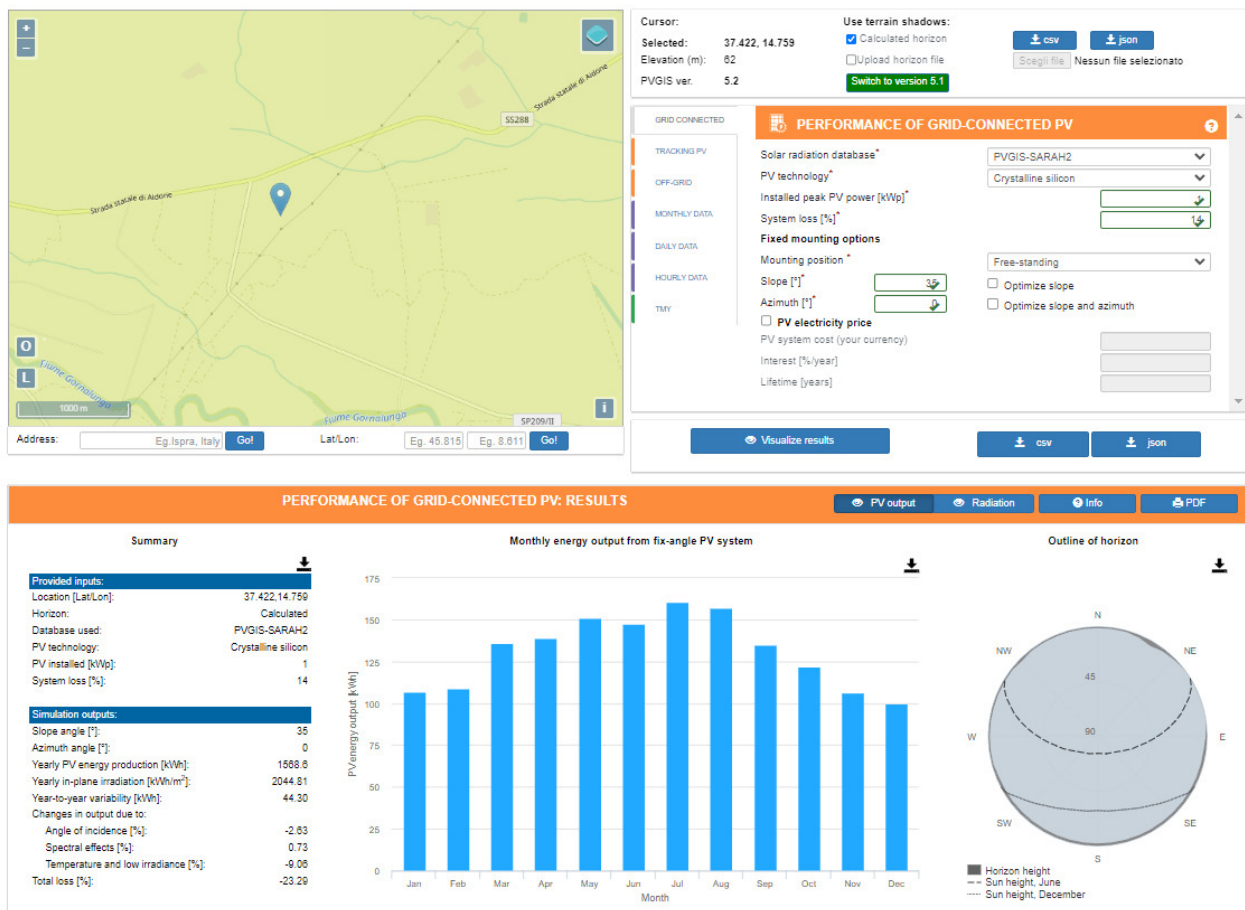 +
−
Strada statale di Aidone
SS288
Strada statale di Aidone
O
L
Fiume Gornalunga
1000 m
Fiume Gornalunga
SP209/II
i
Address:
Eg.Ispra, Italy
Go!
Lat/Lon:
Eg. 45.815
Eg. 8.611
Go!
Cursor:
Selected: 37.422, 14.759
Elevation (m): 62
PVGIS ver. 5.2
Use terrain shadows:
Calculated horizon
Upload horizon file
Switch to version 5.1
csv
json
Scegli file Nessun file selezionato
GRID CONNECTED
TRACKING PV
OFF-GRID
MONTHLY DATA
DAILY DATA
HOURLY DATA
TMY
PERFORMANCE OF GRID-CONNECTED PV
?
Solar radiation database* PVGIS-SARAH2
PV technology* Crystalline silicon
Installed peak PV power [kWp]* 1
System loss [%]* 14
Fixed mounting options
Mounting position * Free-standing
Slope [°]* 35 Optimize slope
Azimuth [°]* 0 Optimize slope and azimuth
PV electricity price
PV system cost (your currency)
Interest [%/year]
Lifetime [years]
Visualize results
csv
json
PERFORMANCE OF GRID-CONNECTED PV: RESULTS
PV output
Radiation
Info
PDF
Summary
Provided inputs:
Location [Lat/Lon]: 37.422,14.759
Horizon: Calculated
Database used: PVGIS-SARAH2
PV technology: Crystalline silicon
PV installed [kWp]: 1
System loss [%]: 14
Simulation outputs:
Slope angle [°]: 35
Azimuth angle [°]: 0
Yearly PV energy production [kWh]: 1568.6
Yearly in-plane irradiation [kWh/m²]: 2044.81
Year-to-year variability [kWh]: 44.30
Changes in output due to:
Angle of incidence [%]: -2.63
Spectral effects [%]: 0.73
Temperature and low irradiance [%]: -9.06
Total loss [%]: -23.29
Monthly energy output from fix-angle PV system
PV energy output [kWh]
175
150
125
100
75
50
25
0
Jan Feb Mar Apr May Jun Jul Aug Sep Oct Nov Dec
Month
Outline of horizon
N
NW
NE
45
W
90
E
SW
SE
S
Horizon height
Sun height, June
Sun height, December